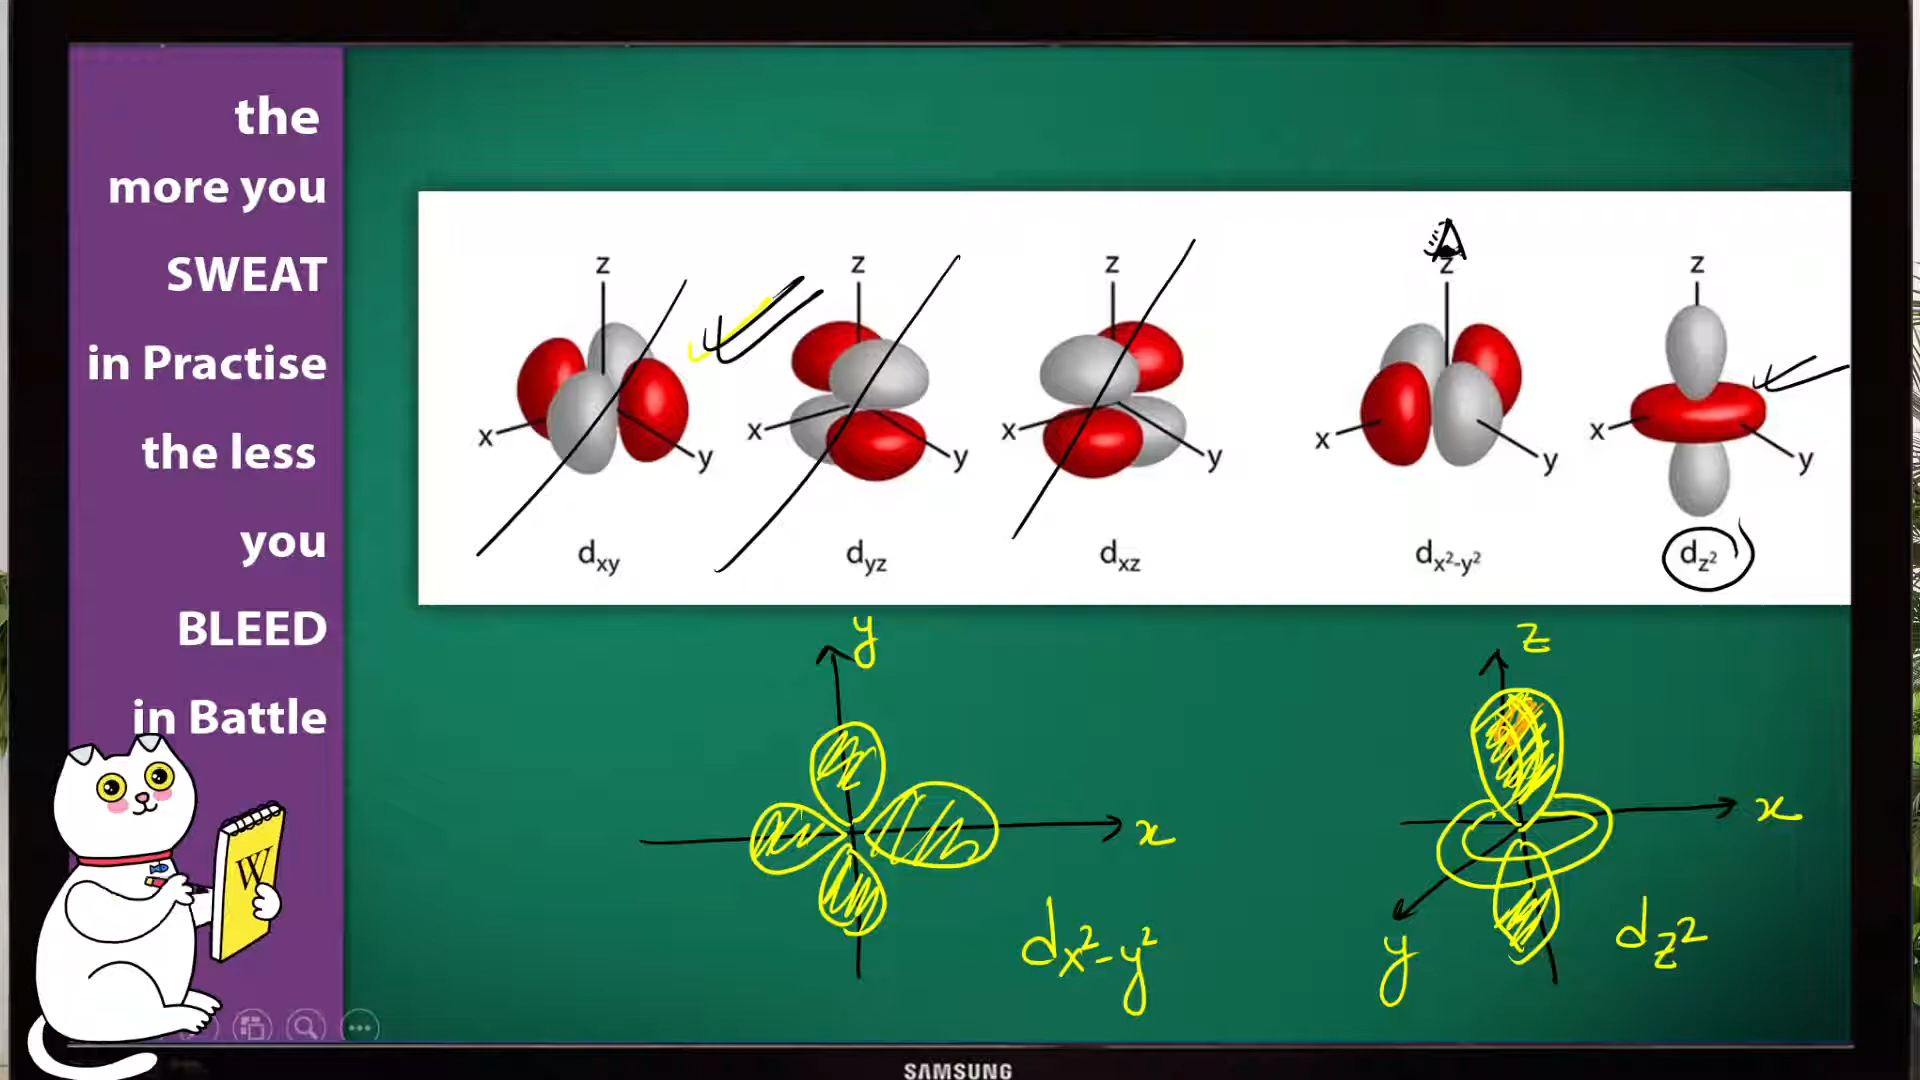 the
more you
SWEAT
in Practise
the less
you
BLEED
in Battle
W
z z z z z
x y x y x y x y x y
dxy dyz dxz dx²-y² dz²
y
x
dx²-y²
z
x
y
dz²
SAMSUNG